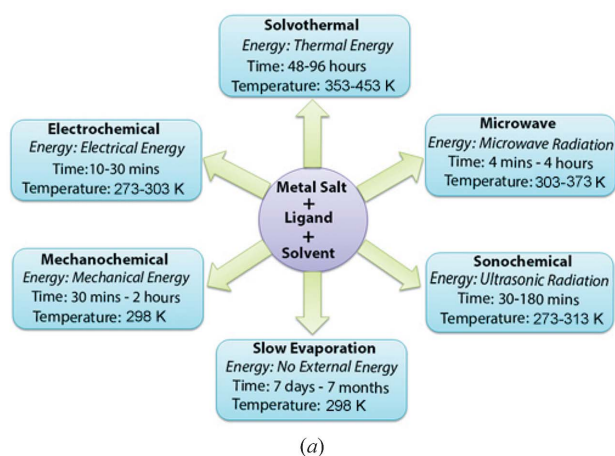 Solvothermal
Energy: Thermal Energy
Time: 48-96 hours
Temperature: 353-453 K
Electrochemical
Energy: Electrical Energy
Time:10-30 mins
Temperature: 273-303 K
Microwave
Energy: Microwave Radiation
Time: 4 mins - 4 hours
Temperature: 303-373 K
Metal Salt
+
Ligand
+
Solvent
Mechanochemical
Energy: Mechanical Energy
Time: 30 mins - 2 hours
Temperature: 298 K
Sonochemical
Energy: Ultrasonic Radiation
Time: 30-180 mins
Temperature: 273-313 K
Slow Evaporation
Energy: No External Energy
Time: 7 days - 7 months
Temperature: 298 K
(a)